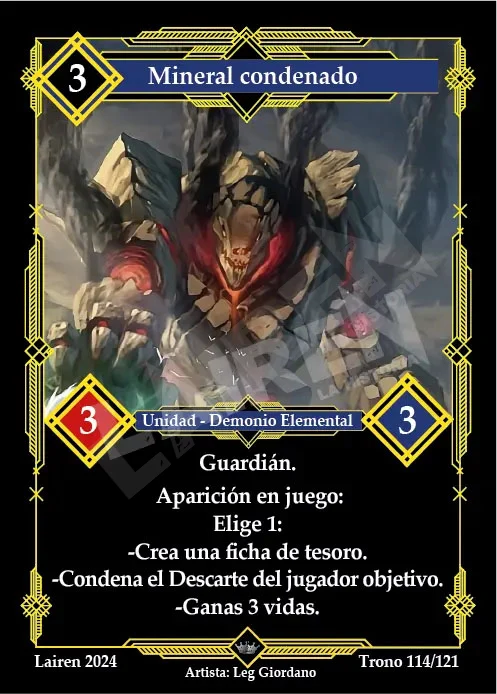 3
Mineral condenado
3
Unidad - Demonio Elemental
3
Guardián.
Aparición en juego:
Elige 1:
-Crea una ficha de tesoro.
-Condena el Descarte del jugador objetivo.
-Ganas 3 vidas.
Lairen 2024
Trono 114/121
Artista: Leg Giordano